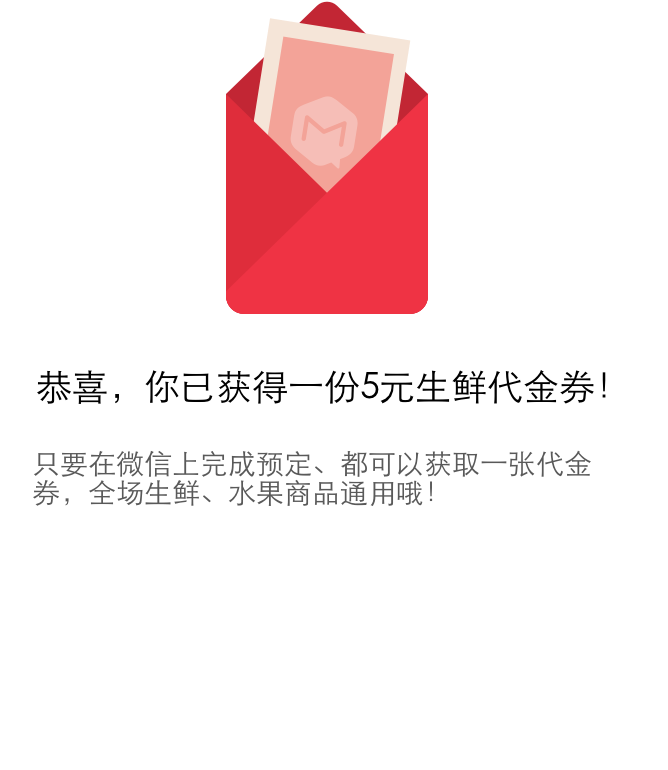 恭喜，你已获得一份5元生鲜代金券！
只要在微信上完成预定、都可以获取一张代金
券，全场生鲜、水果商品通用哦！